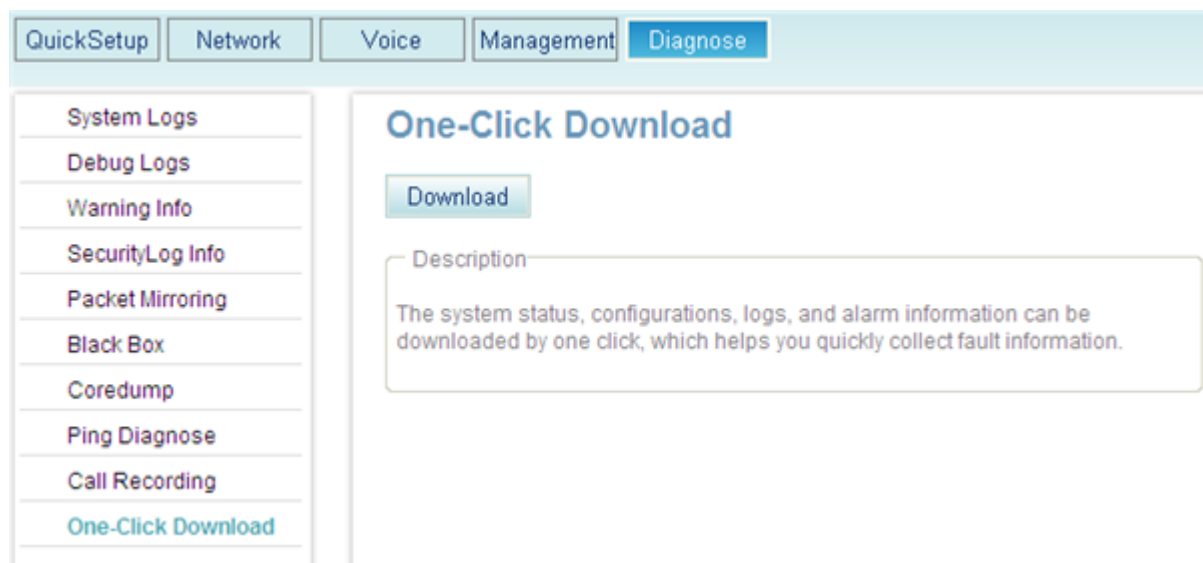 QuickSetup Network Voice Management Diagnose
System Logs
Debug Logs
Warning Info
SecurityLog Info
Packet Mirroring
Black Box
Coredump
Ping Diagnose
Call Recording
One-Click Download
One-Click Download
Download
Description
The system status, configurations, logs, and alarm information can be
downloaded by one click, which helps you quickly collect fault information.